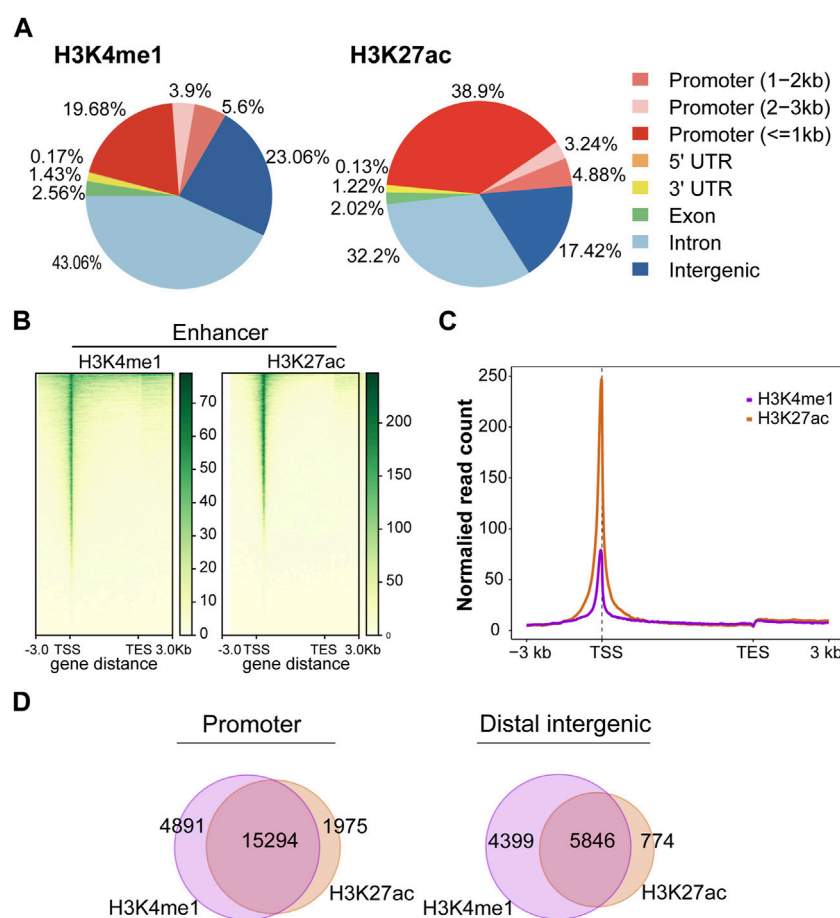 A
H3K4me1
3.9%
5.6%
19.68%
23.06%
0.17%
1.43%
2.56%
43.06%
H3K27ac
38.9%
3.24%
4.88%
0.13%
1.22%
2.02%
32.2%
17.42%
Promoter (1−2kb)
Promoter (2−3kb)
Promoter (<=1kb)
5' UTR
3' UTR
Exon
Intron
Intergenic
B
Enhancer
H3K4me1
H3K27ac
70
60
50
40
30
20
10
0
200
150
100
50
0
-3.0 TSS TES 3.0Kb
gene distance
-3.0 TSS TES 3.0Kb
gene distance
C
Normalied read count
250
200
150
100
50
0
H3K4me1
H3K27ac
−3 kb TSS TES 3 kb
D
Promoter
4891
15294
1975
H3K4me1
H3K27ac
Distal intergenic
4399
5846
774
H3K4me1
H3K27ac